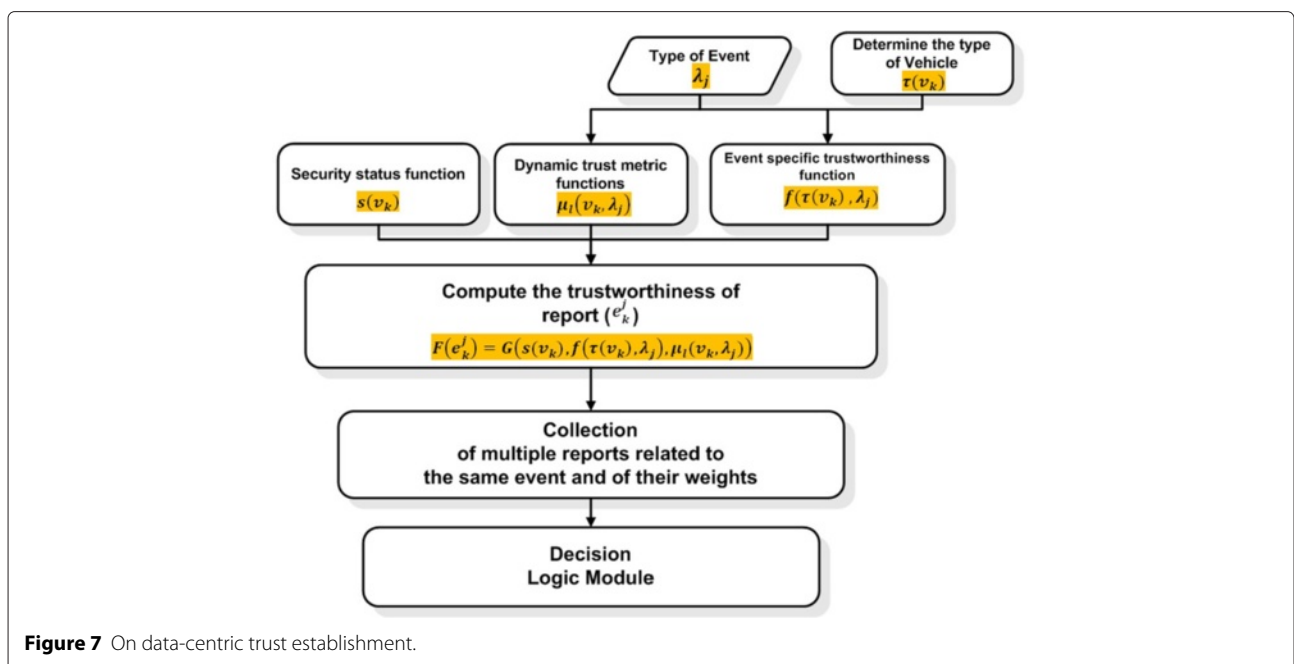 Type of Event
λj
Determine the type
of Vehicle
τ(vk)
Security status function
s(vk)
Dynamic trust metric
functions
μl(vk, λj)
Event specific trustworthiness
function
f(τ(vk) , λj)
Compute the trustworthiness of
report (e_k^j)
F(e_k^j) = G(s(vk), f(τ(vk), λj), μl(vk, λj))
Collection
of multiple reports related to
the same event and of their weights
Decision
Logic Module
Figure 7 On data-centric trust establishment.